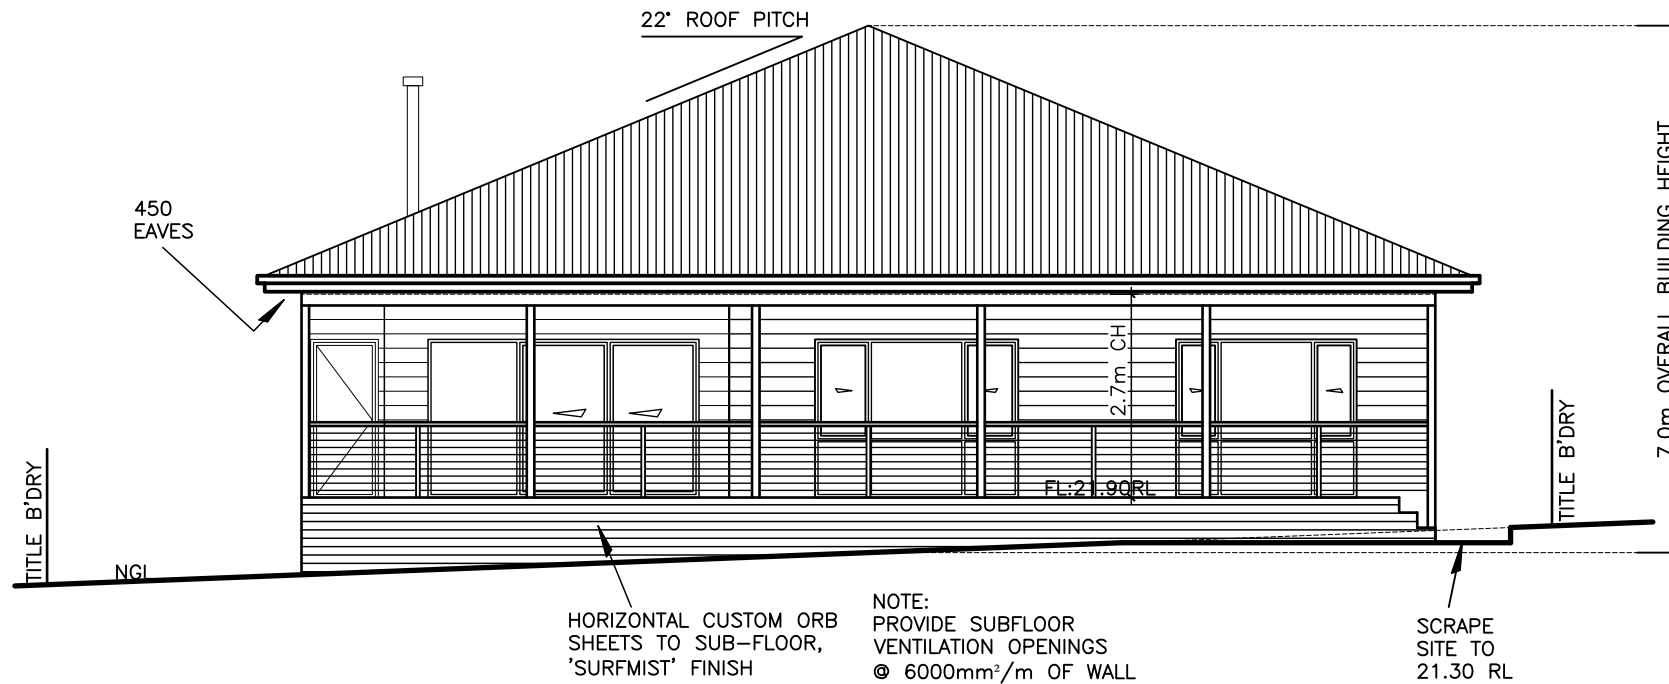 22° ROOF PITCH
450
EAVES
2.7m CH
7.0m OVERALL BUILDING HEIGHT
FL:21.90RL
TITLE B'DRY
TITLE B'DRY
NGL
HORIZONTAL CUSTOM ORB
SHEETS TO SUB-FLOOR,
'SURFMIST' FINISH
NOTE:
PROVIDE SUBFLOOR
VENTILATION OPENINGS
@ 6000mm²/m OF WALL
SCRAPE
SITE TO
21.30 RL